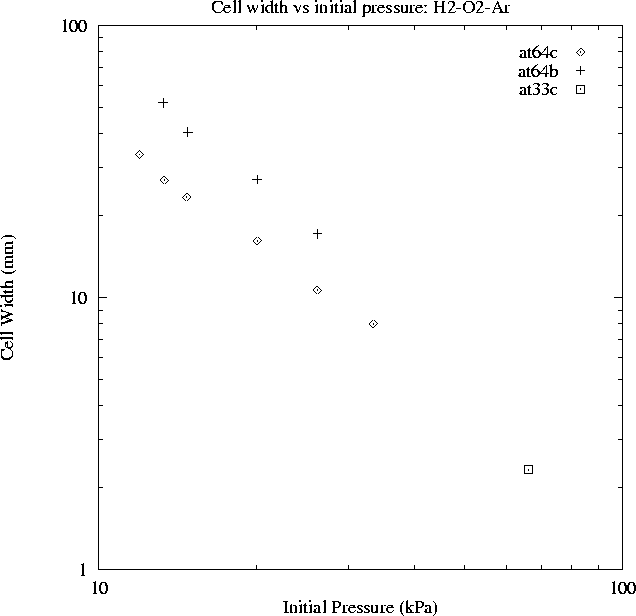 Cell width vs initial pressure: H2-O2-Ar
100
at64c
at64b
at33c
10
Cell Width (mm)
1
10
100
Initial Pressure (kPa)